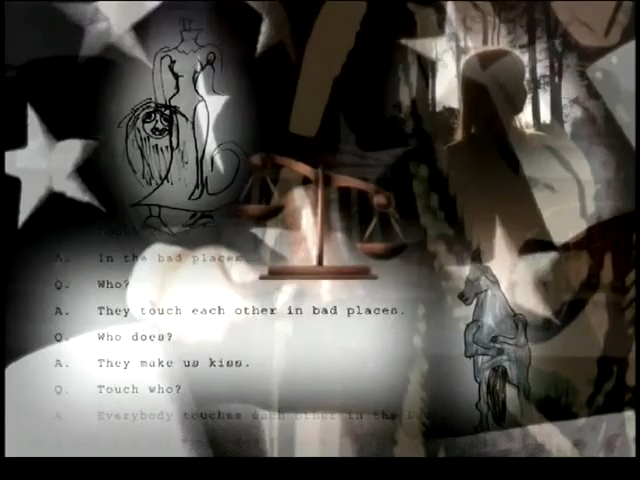 A. In the bad places.
Q. Who?
A. They touch each other in bad places.
Q. Who does?
A. They make us kiss.
Q. Touch who?
A. Everybody touches each other in the